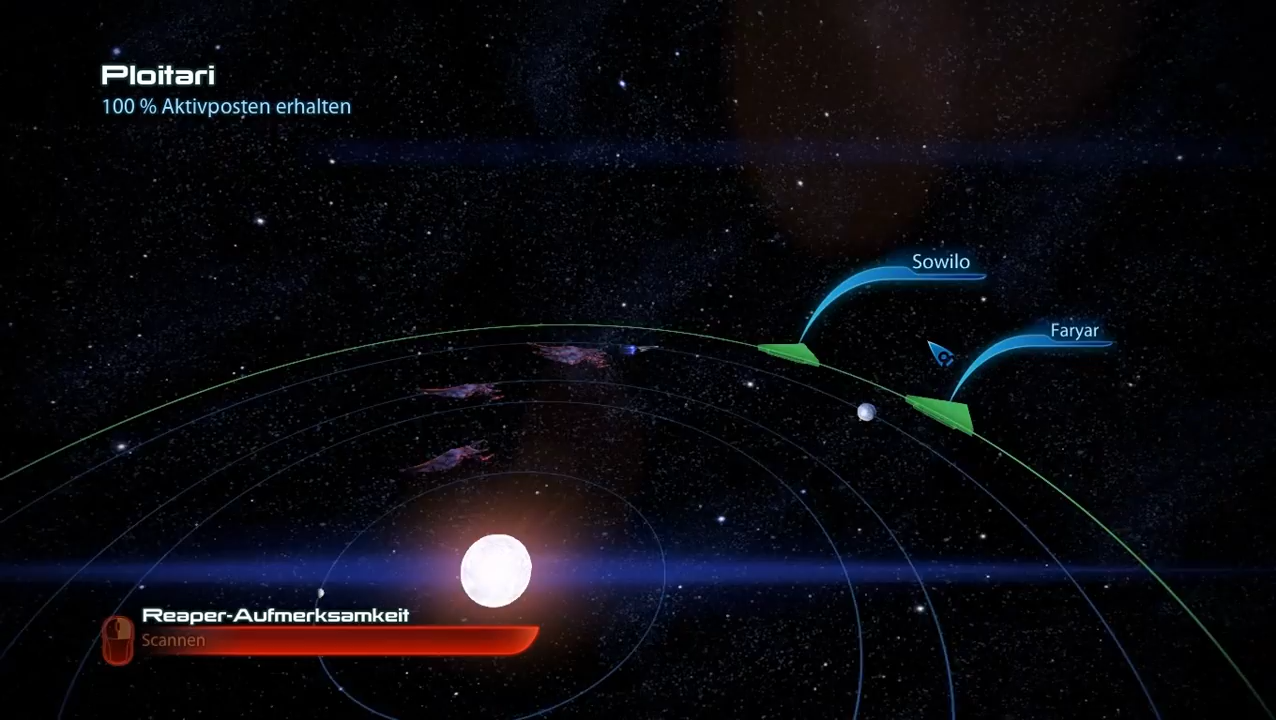 Ploitari
100 % Aktivposten erhalten
Sowilo
Faryar
Reaper-Aufmerksamkeit
Scannen